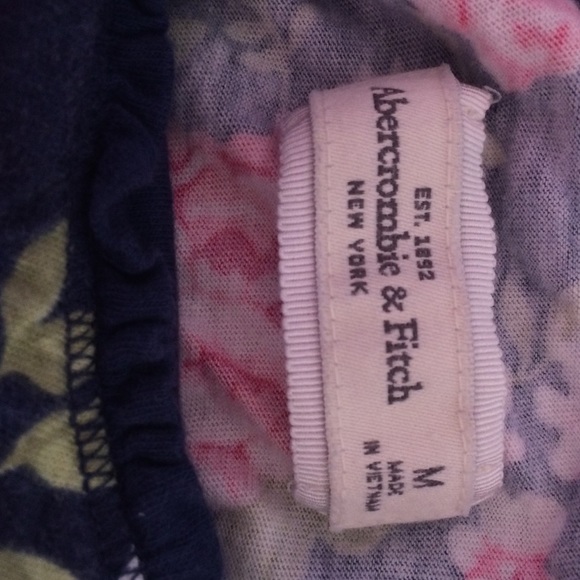 EST. 1892
Abercrombie & Fitch
NEW YORK
M
MADE
IN VIETNAM